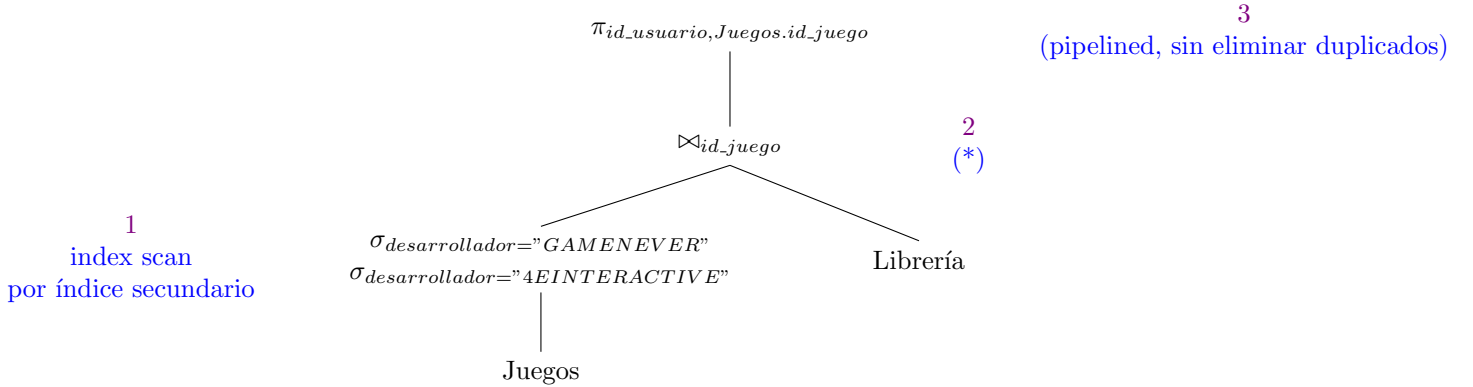 π_{id_usuario,Juegos.id_juego}
3
(pipelined, sin eliminar duplicados)
⋈_{id_juego}
2
(*)
1
index scan
por índice secundario
σ_{desarrollador="GAMENEVER"}
σ_{desarrollador="4EINTERACTIVE"}
Librería
Juegos